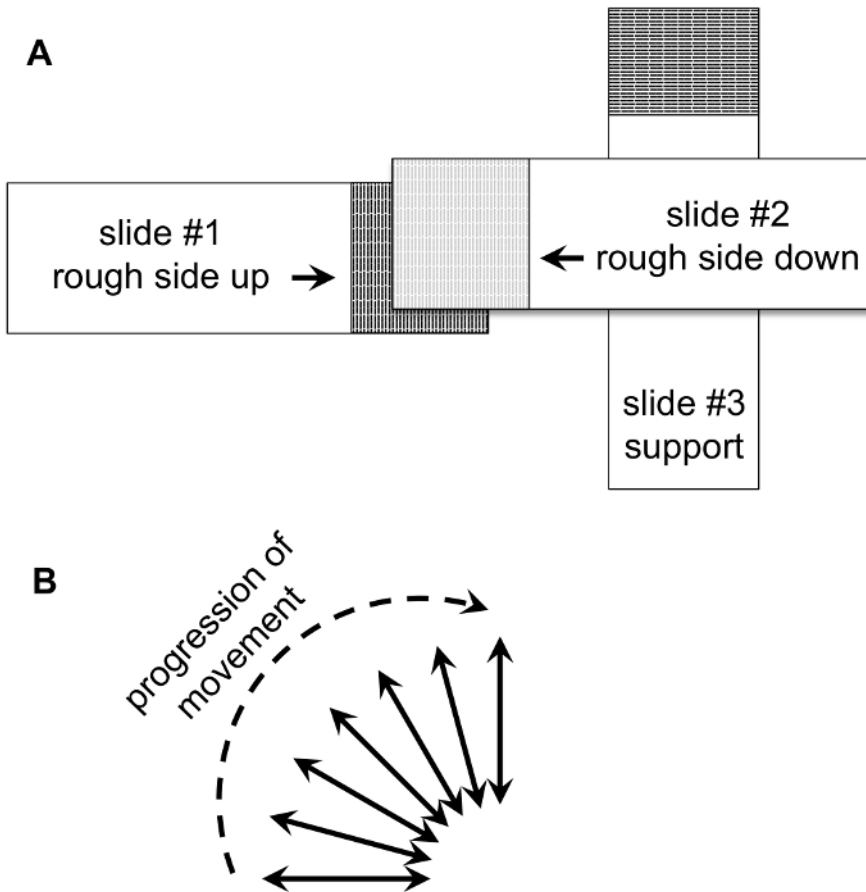 A
slide #1
rough side up
slide #2
rough side down
slide #3
support
B
progression of
movement